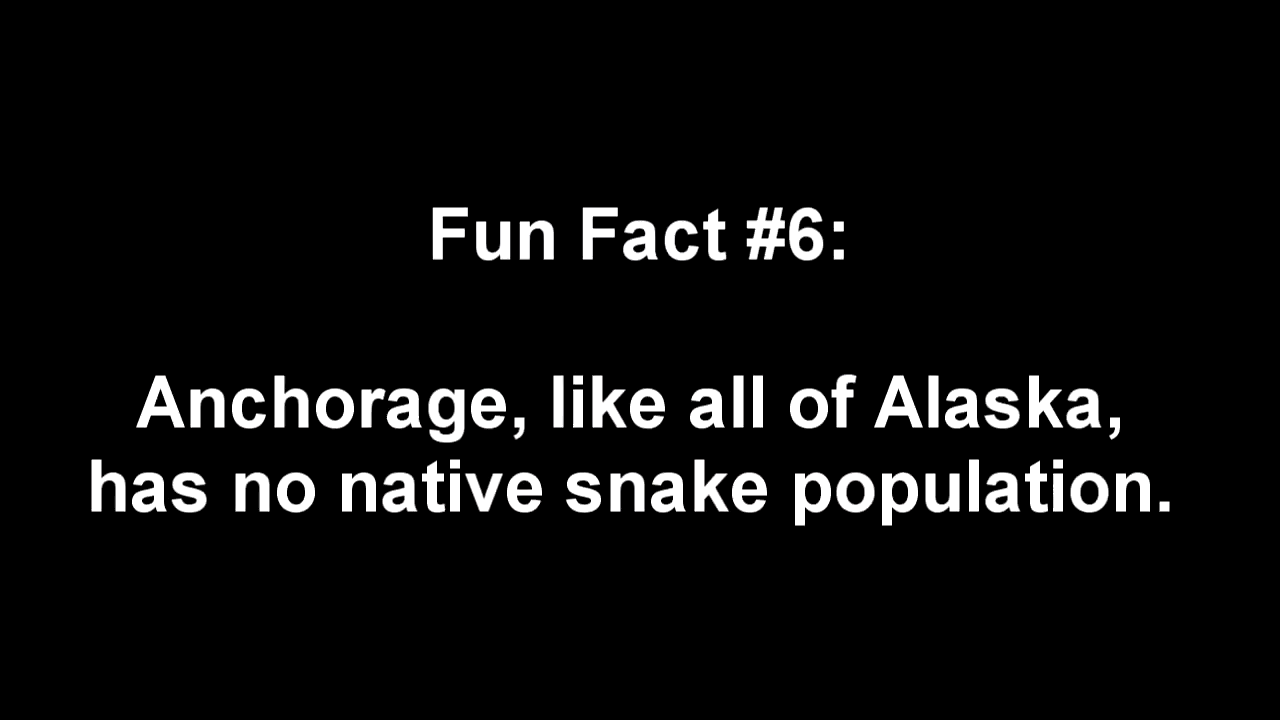 Fun Fact #6:
Anchorage, like all of Alaska,
has no native snake population.